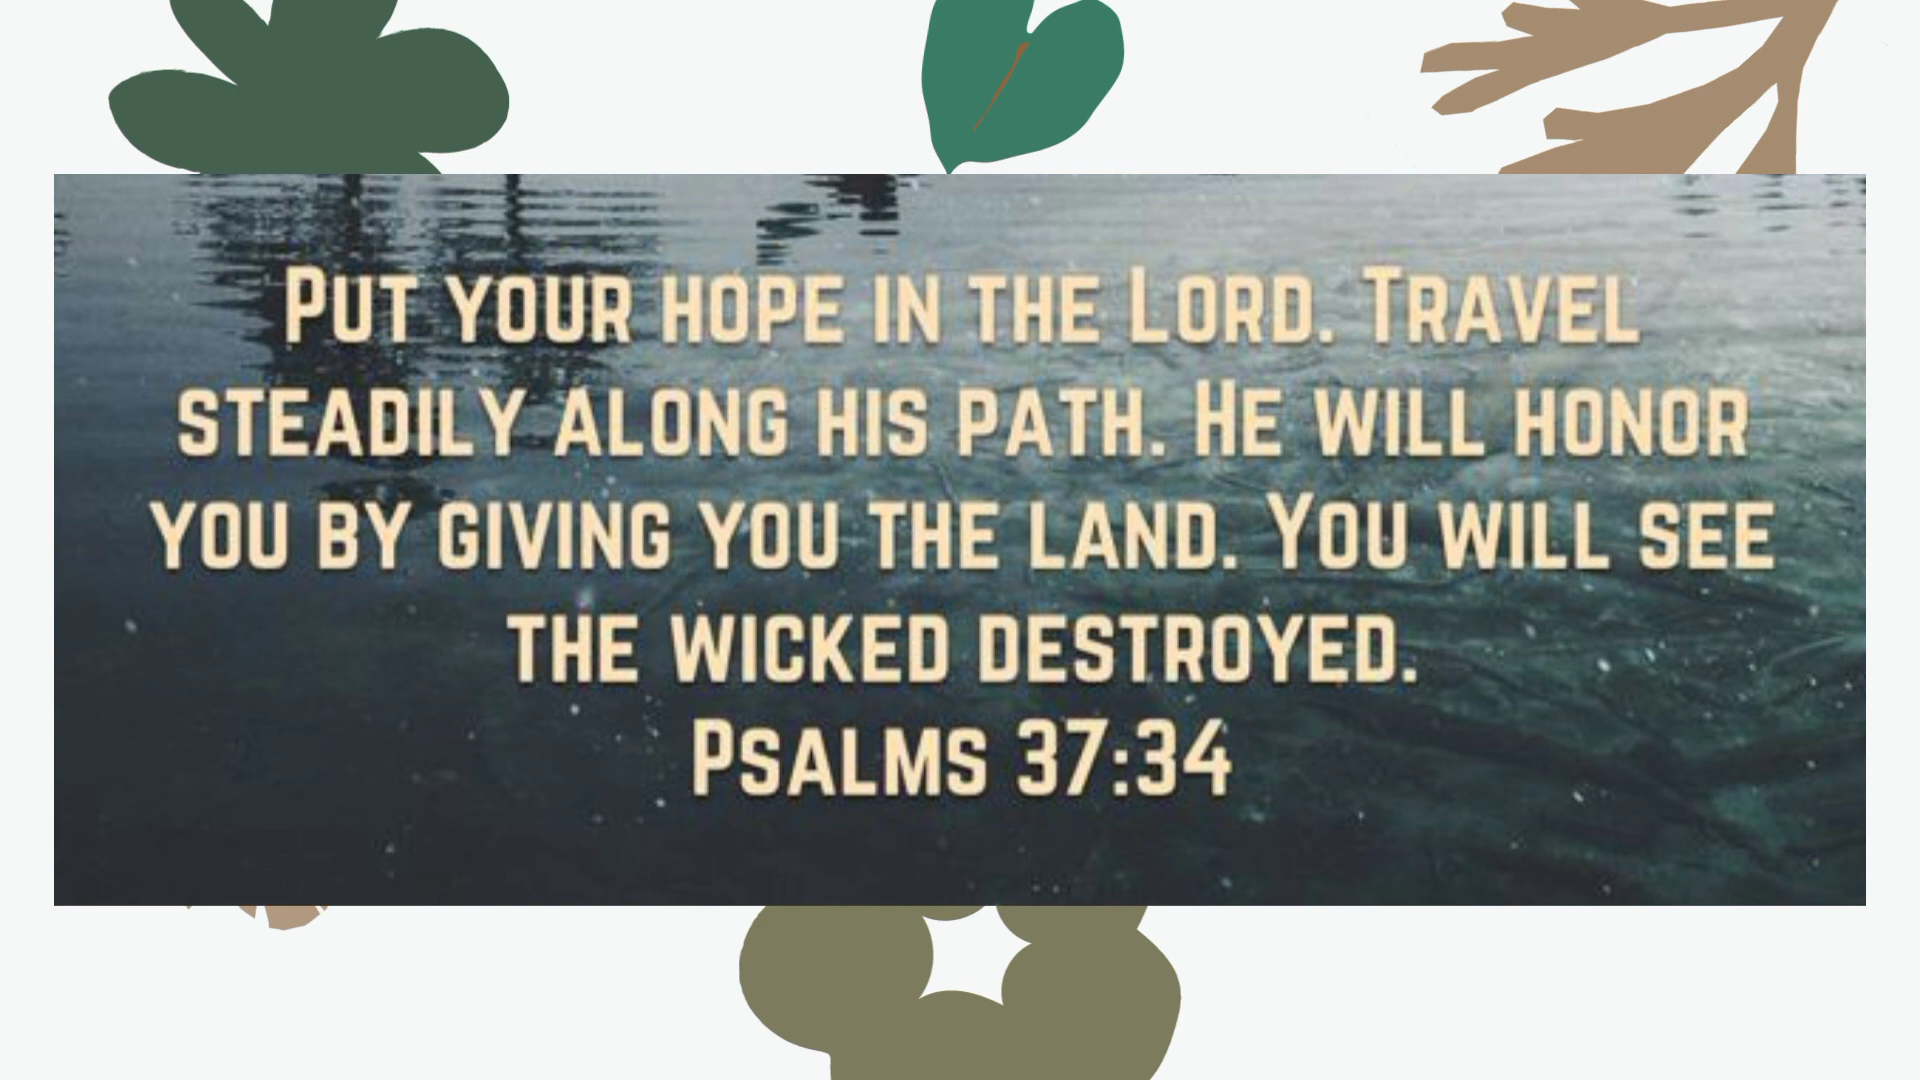 Put your hope in the Lord. Travel
steadily along his path. He will honor
you by giving you the land. You will see
the wicked destroyed.
Psalms 37:34